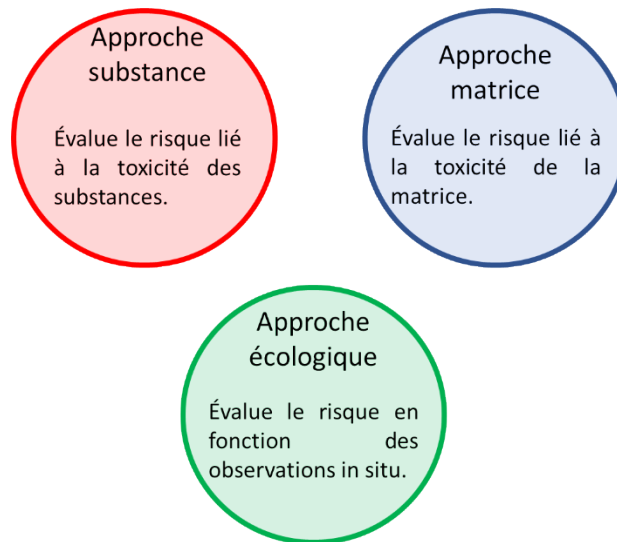 Approche
substance
Évalue le risque lié
à la toxicité des
substances.
Approche
matrice
Évalue le risque lié à
la toxicité de la
matrice.
Approche
écologique
Évalue le risque en
fonction des
observations in situ.